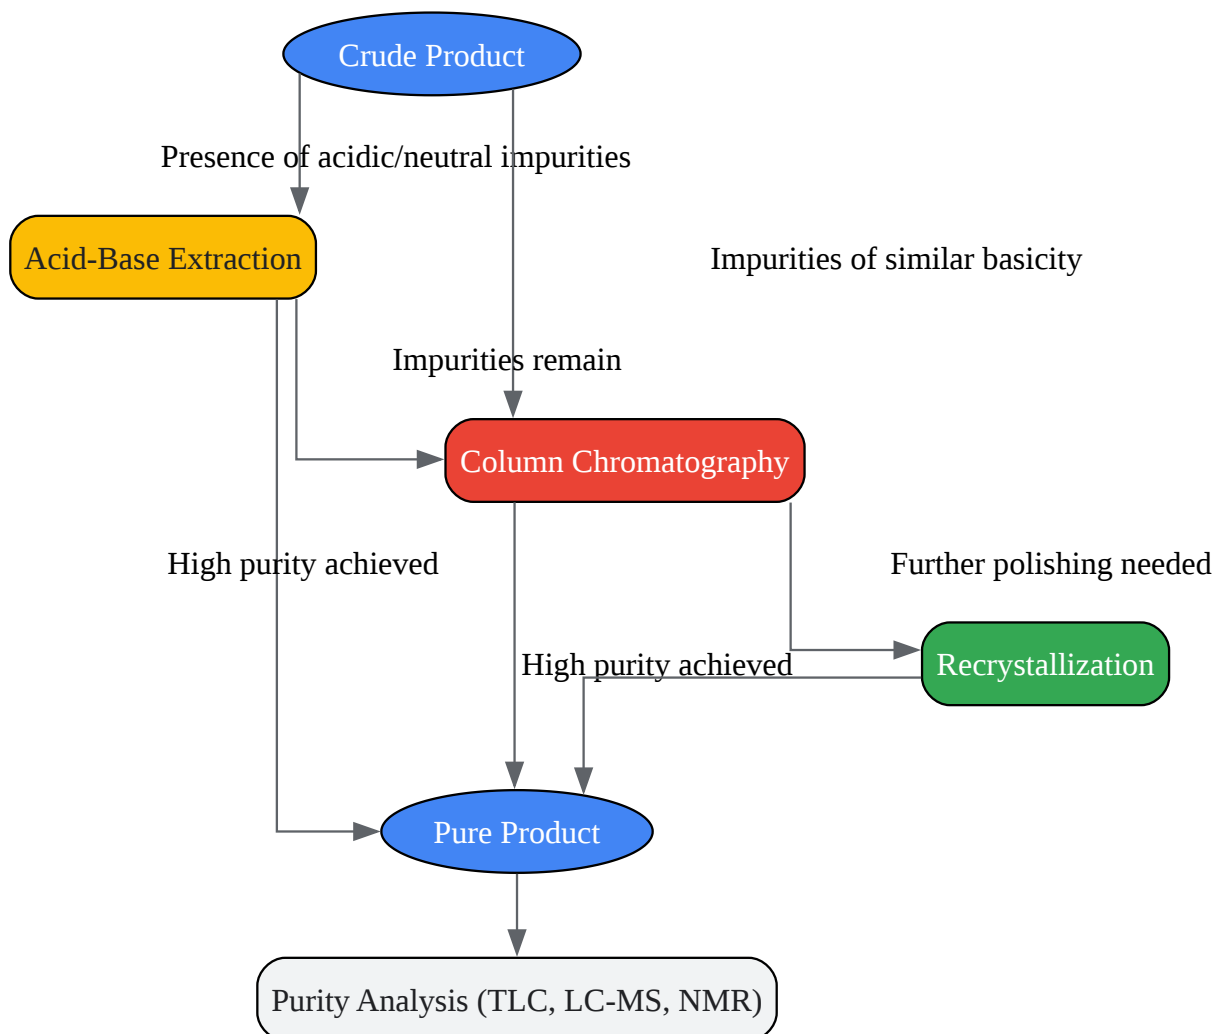 Crude Product
Presence of acidic/neutral impurities
Acid-Base Extraction
Impurities of similar basicity
Impurities remain
Column Chromatography
High purity achieved
Further polishing needed
High purity achieved
Recrystallization
Pure Product
Purity Analysis (TLC, LC-MS, NMR)